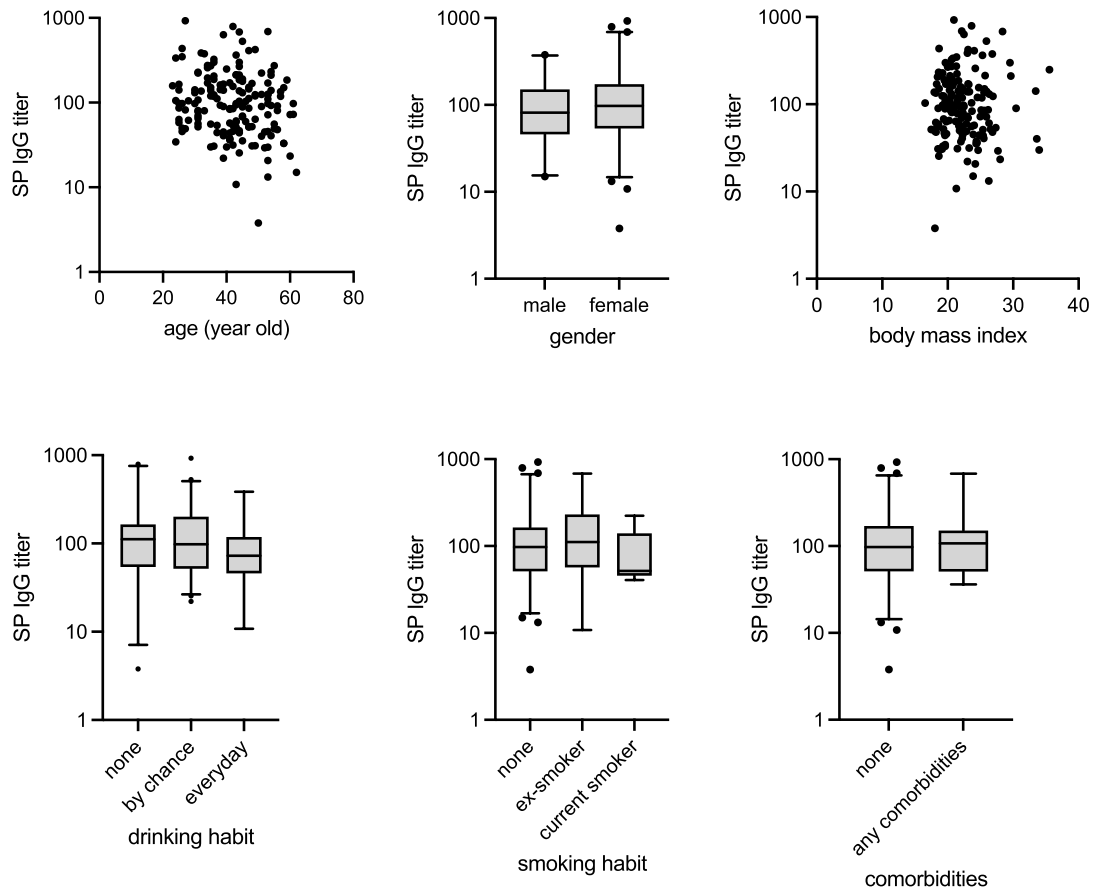 SP IgG titer
1000
100
10
1
0 20 40 60 80
age (year old)
SP IgG titer
1000
100
10
1
male female
gender
SP IgG titer
1000
100
10
1
0 10 20 30 40
body mass index
SP IgG titer
1000
100
10
1
none
by chance
everyday
drinking habit
SP IgG titer
1000
100
10
1
none
ex-smoker
current smoker
smoking habit
SP IgG titer
1000
100
10
1
none
any comorbidities
comorbidities